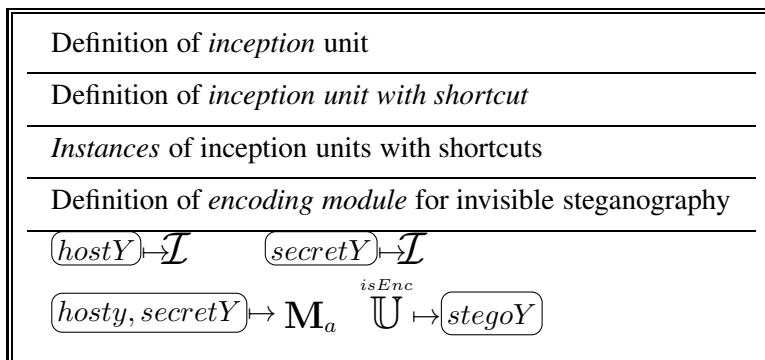 Definition of inception unit
Definition of inception unit with shortcut
Instances of inception units with shortcuts
Definition of encoding module for invisible steganography
hostY ↦ ℐ secretY ↦ ℐ
isEnc
hosty, secretY ↦ M_a 𝕌 ↦ stegoY